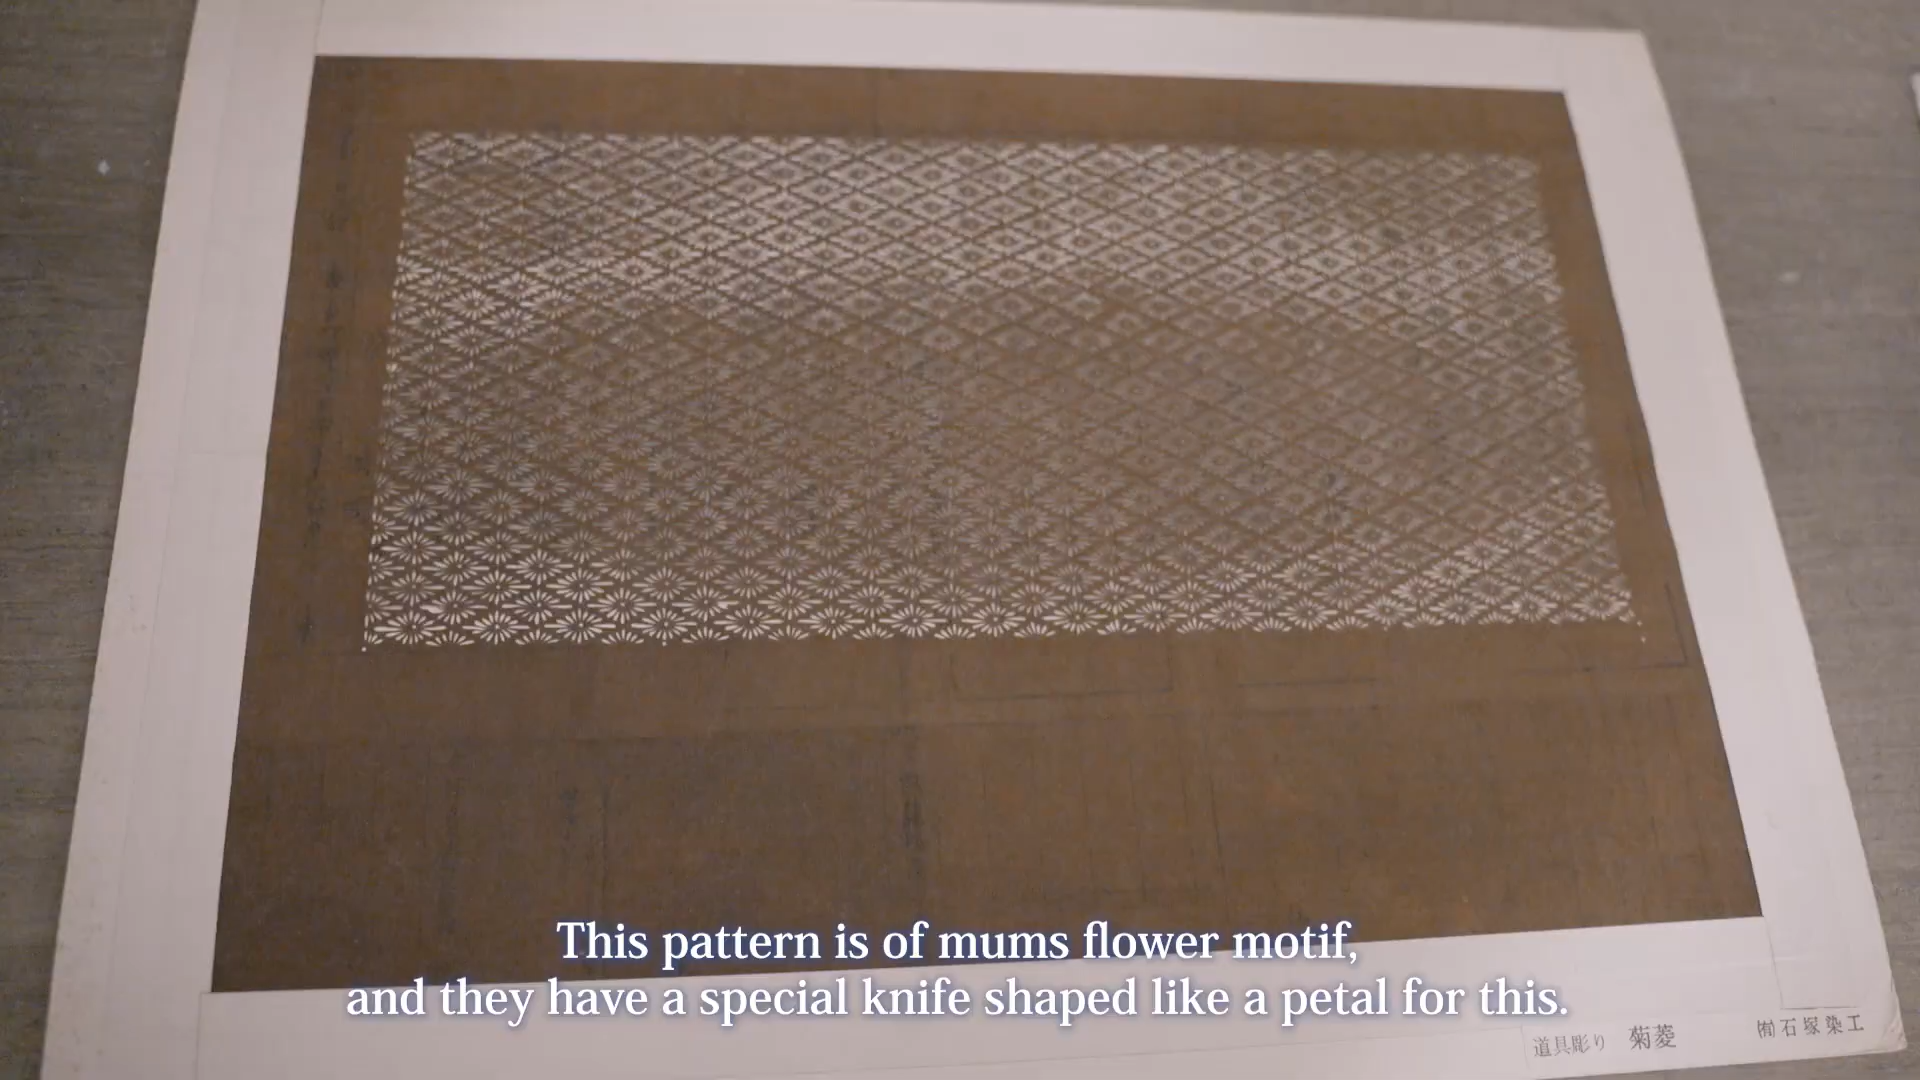 This pattern is of mums flower motif,
and they have a special knife shaped like a petal for this.
道具彫り 菊菱 ㈲石塚染工